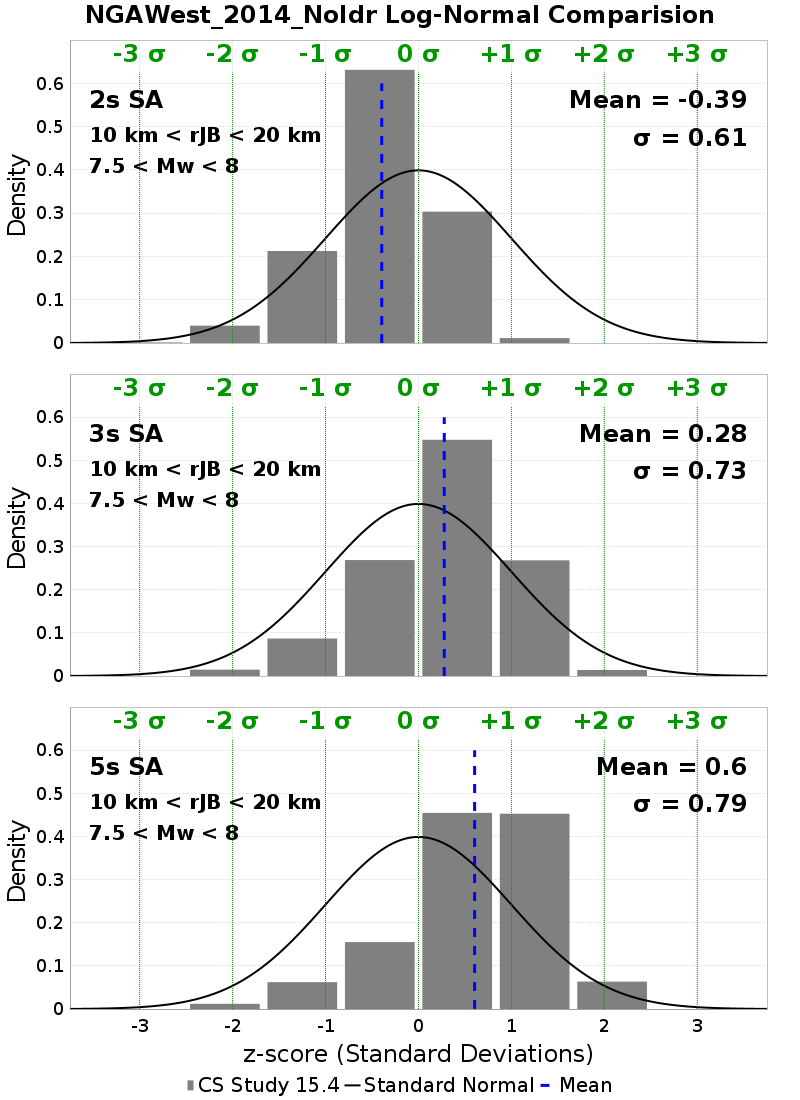 NGAWest_2014_NoIdr Log-Normal Comparision
-3 σ -2 σ -1 σ 0 σ +1 σ +2 σ +3 σ
2s SA
Mean = -0.39
10 km < rJB < 20 km
σ = 0.61
7.5 < Mw < 8
Density
0.6
0.5
0.4
0.3
0.2
0.1
0
-3 σ -2 σ -1 σ 0 σ +1 σ +2 σ +3 σ
3s SA
Mean = 0.28
10 km < rJB < 20 km
σ = 0.73
7.5 < Mw < 8
Density
0.6
0.5
0.4
0.3
0.2
0.1
0
-3 σ -2 σ -1 σ 0 σ +1 σ +2 σ +3 σ
5s SA
Mean = 0.6
10 km < rJB < 20 km
σ = 0.79
7.5 < Mw < 8
Density
0.6
0.5
0.4
0.3
0.2
0.1
0
-3 -2 -1 0 1 2 3
z-score (Standard Deviations)
CS Study 15.4 Standard Normal Mean